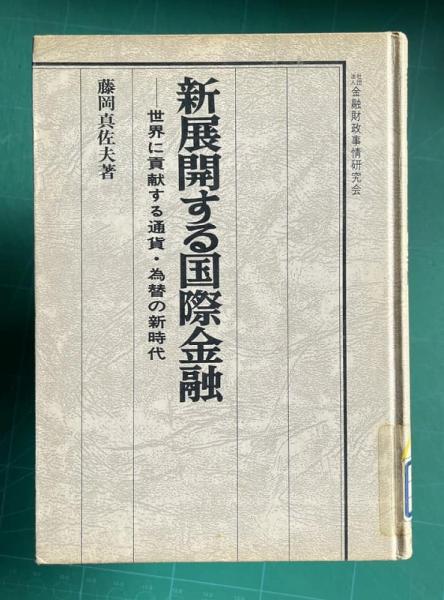 社団法人 金融財政事情研究会
新展開する国際金融
――世界に貢献する通貨・為替の新時代
藤岡真佐夫著